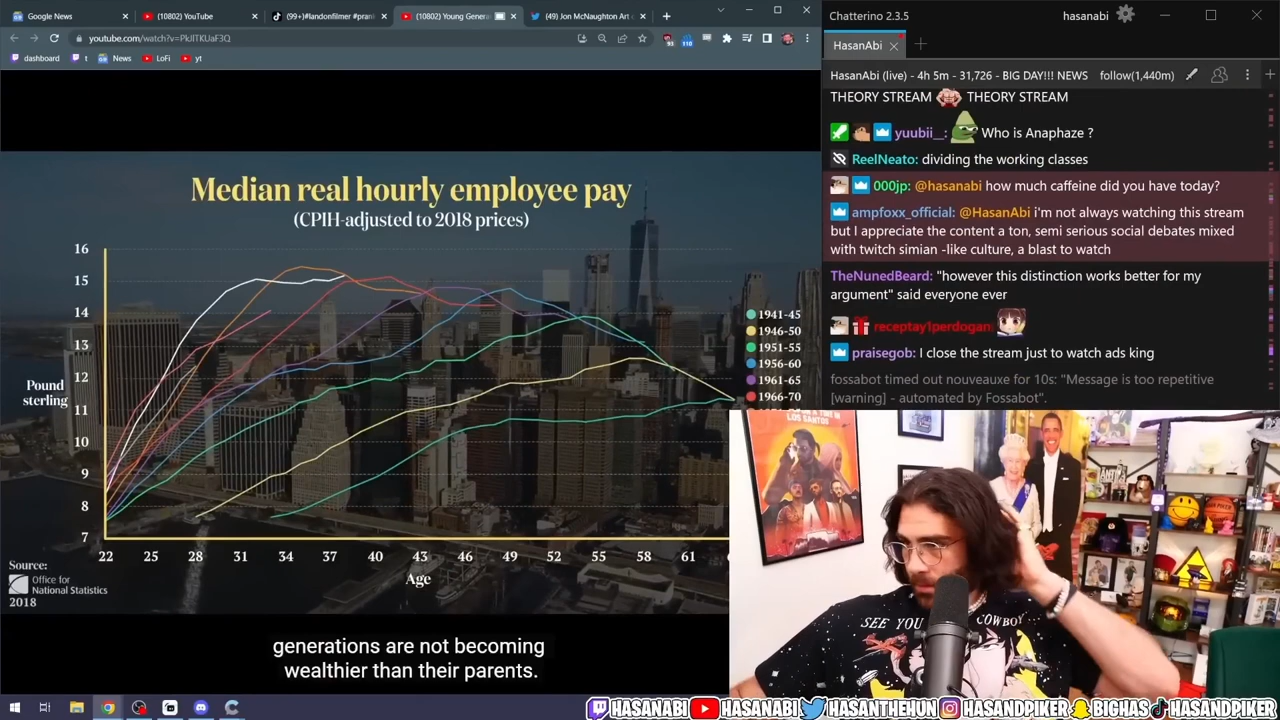 Google News
(10802) YouTube
(99+)#landonfilmer #pran
(10802) Young Gener
(49) Jon McNaughton Art
youtube.com/watch?v=PkJlTKUaF3Q
93
110
dashboard
t
News
LoFi
yt
Median real hourly employee pay
(CPIH-adjusted to 2018 prices)
16
15
14
13
12
11
10
9
8
7
Pound
sterling
22 25 28 31 34 37 40 43 46 49 52 55 58 61
Age
1941-45
1946-50
1951-55
1956-60
1961-65
1966-70
Source:
Office for
National Statistics
2018
generations are not becoming
wealthier than their parents.
Chatterino 2.3.5
hasanabi
HasanAbi
HasanAbi (live) - 4h 5m - 31,726 - BIG DAY!!! NEWS follow(1,440m)
THEORY STREAM THEORY STREAM
yuubii__: Who is Anaphaze ?
ReelNeato: dividing the working classes
000jp: @hasanabi how much caffeine did you have today?
ampfoxx_official: @HasanAbi i'm not always watching this stream
but I appreciate the content a ton, semi serious social debates mixed
with twitch simian -like culture, a blast to watch
TheNunedBeard: "however this distinction works better for my
argument" said everyone ever
receptay1perdogan:
praisegob: I close the stream just to watch ads king
fossabot timed out nouveauxe for 10s: "Message is too repetitive
[warning] - automated by Fossabot".
LOS SANTOS
SEE YOU COWBOY
HASANABI HASANABI HASANTHEHUN HASANDPIKER BIGHAS HASANDPIKER